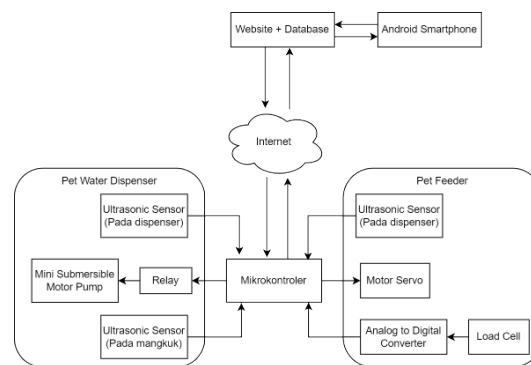 Website + Database
Android Smartphone
Internet
Pet Water Dispenser
Pet Feeder
Ultrasonic Sensor
(Pada dispenser)
Ultrasonic Sensor
(Pada dispenser)
Mini Submersible
Motor Pump
Relay
Mikrokontroler
Motor Servo
Ultrasonic Sensor
(Pada mangkuk)
Analog to Digital
Converter
Load Cell